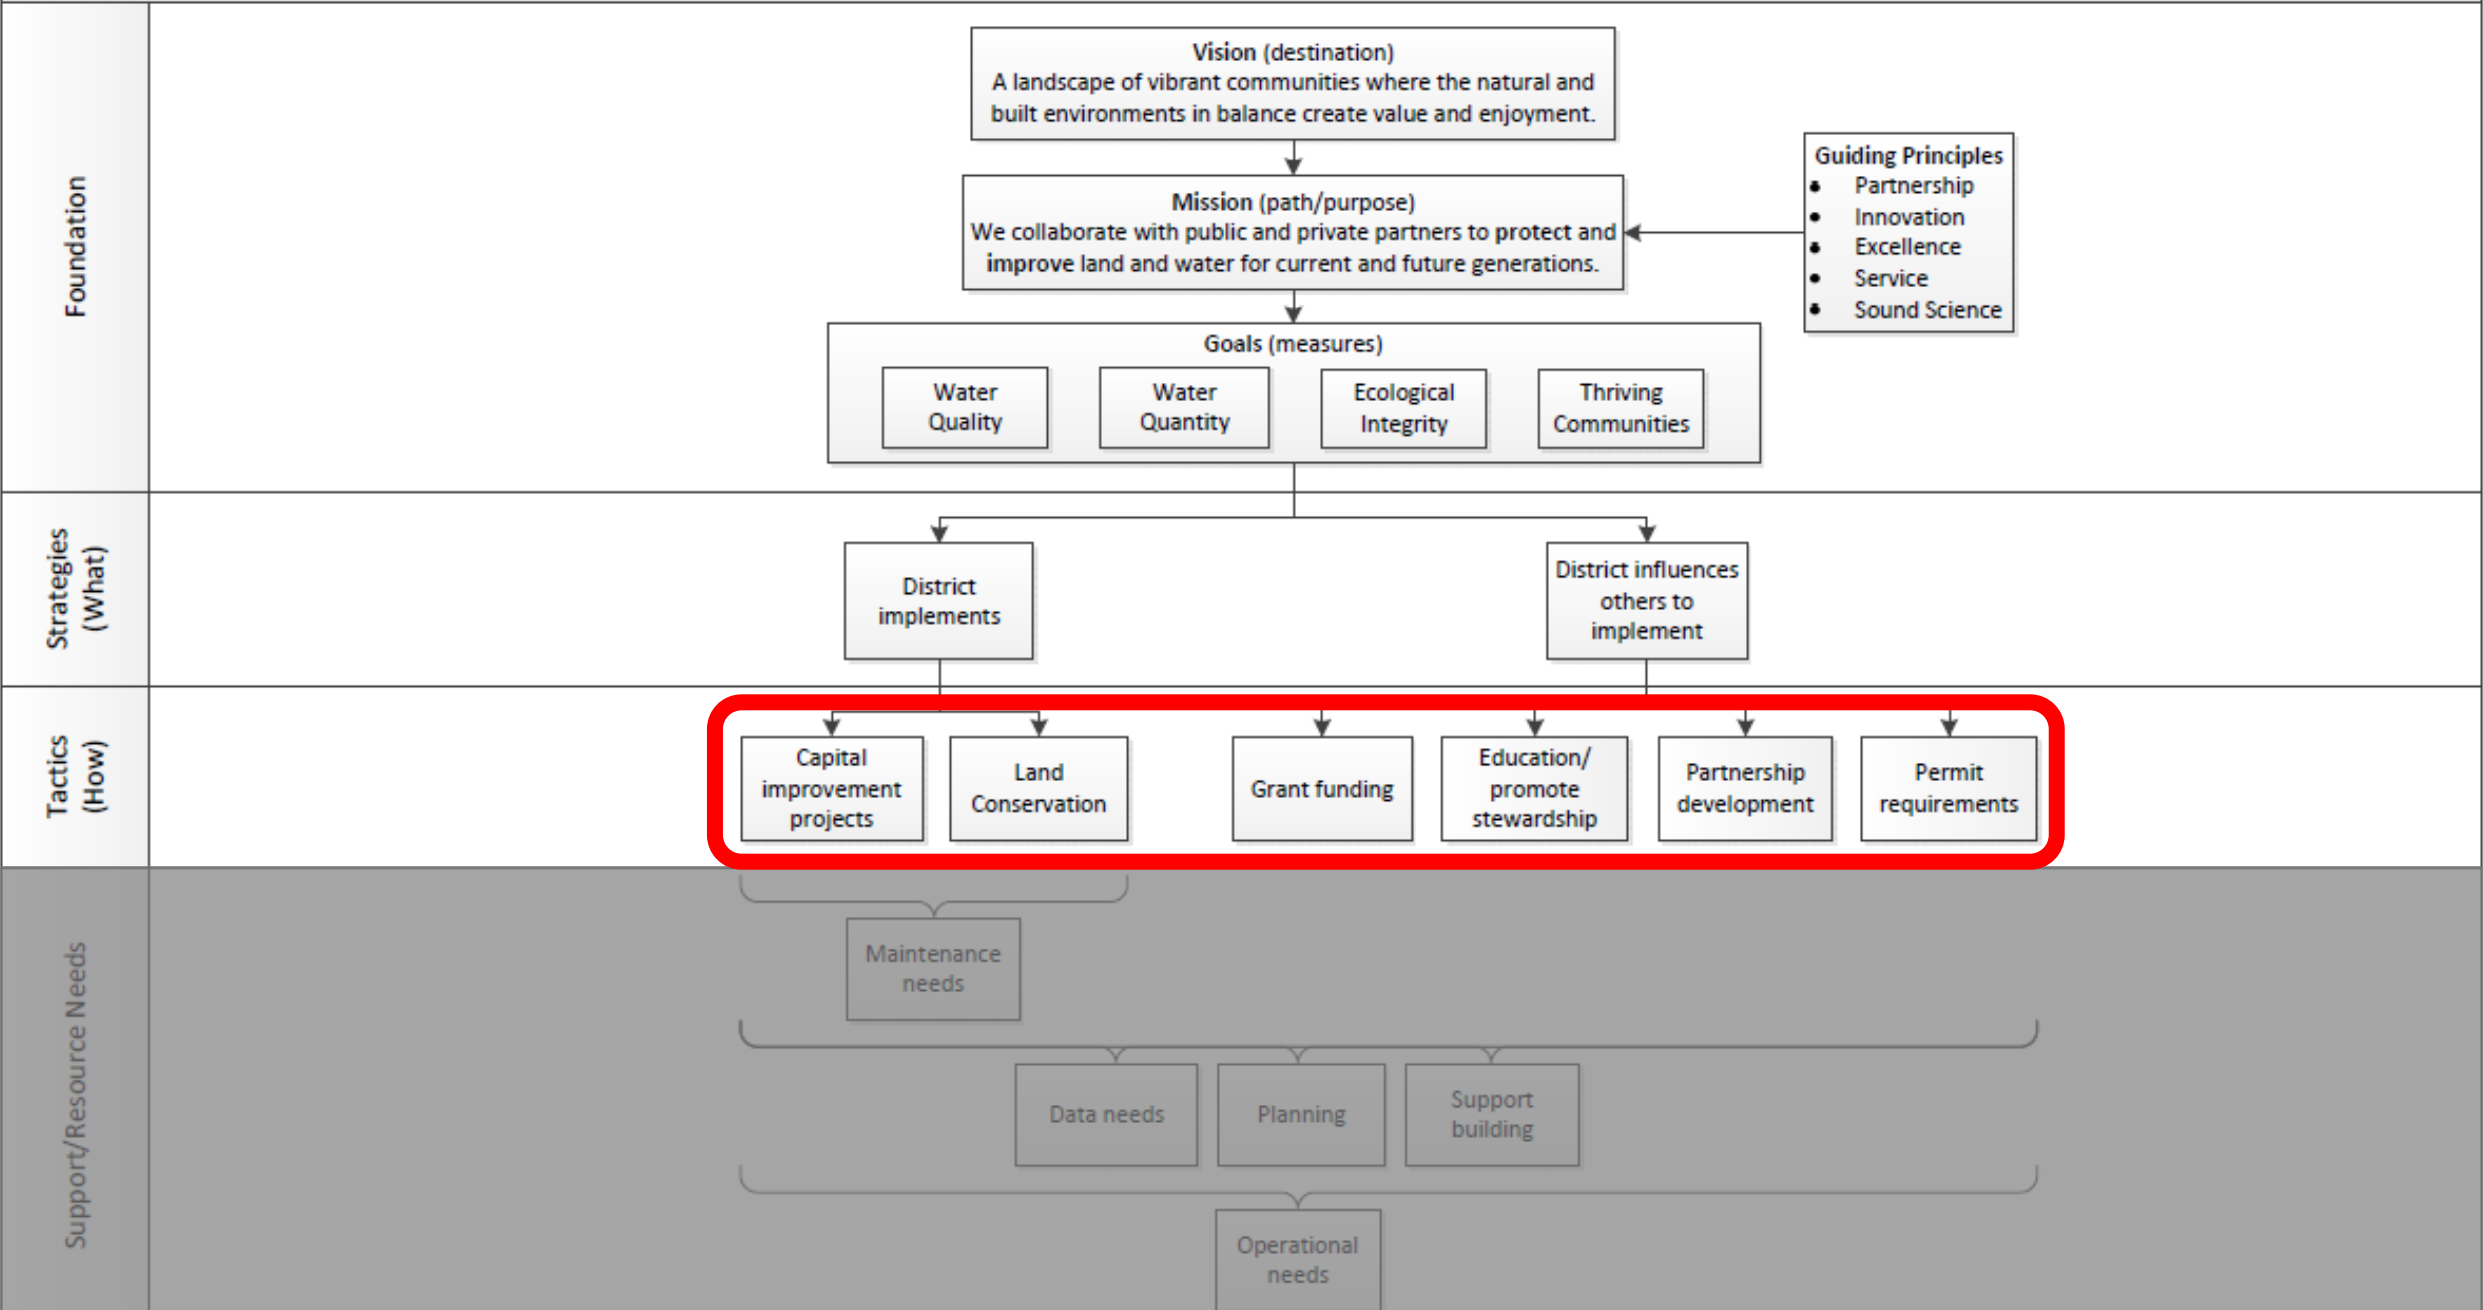 Foundation
Vision (destination)
A landscape of vibrant communities where the natural and
built environments in balance create value and enjoyment.
Mission (path/purpose)
We collaborate with public and private partners to protect and
improve land and water for current and future generations.
Guiding Principles
• Partnership
• Innovation
• Excellence
• Service
• Sound Science
Goals (measures)
Water
Quality
Water
Quantity
Ecological
Integrity
Thriving
Communities
Strategies
(What)
District
implements
District influences
others to
implement
Tactics
(How)
Capital
improvement
projects
Land
Conservation
Grant funding
Education/
promote
stewardship
Partnership
development
Permit
requirements
Support/Resource Needs
Maintenance
needs
Data needs
Planning
Support
building
Operational
needs